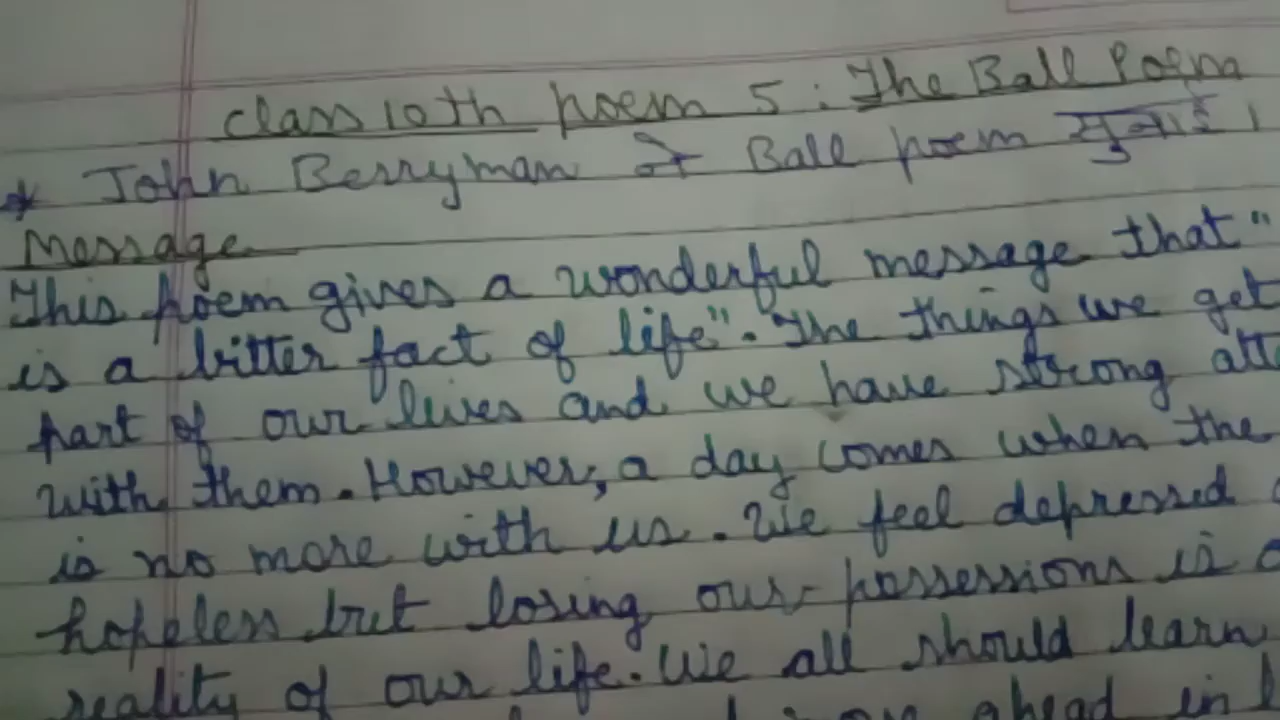 class 10th poem 5 : The Ball Poem
* John Berryman ने Ball poem सुनाई ।
Message
This poem gives a wonderful message that "
is a bitter fact of life". The things we get
part of our lives and we have strong att
with them. However, a day comes when the
is no more with us. We feel depressed
hopeless but losing our possessions is
reality of our life. We all should learn
ahead in